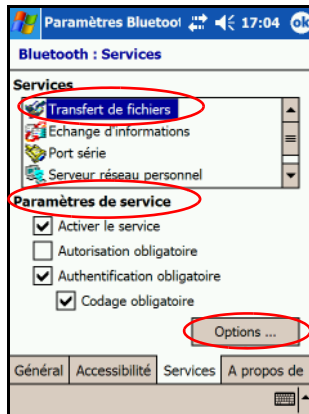 Paramètres Bluetoot 17:04 ok
Bluetooth : Services
Services
Transfert de fichiers
Echange d'informations
Port série
Serveur réseau personnel
Paramètres de service
Activer le service
Autorisation obligatoire
Authentification obligatoire
Codage obligatoire
Options ...
Général Accessibilité Services A propos de